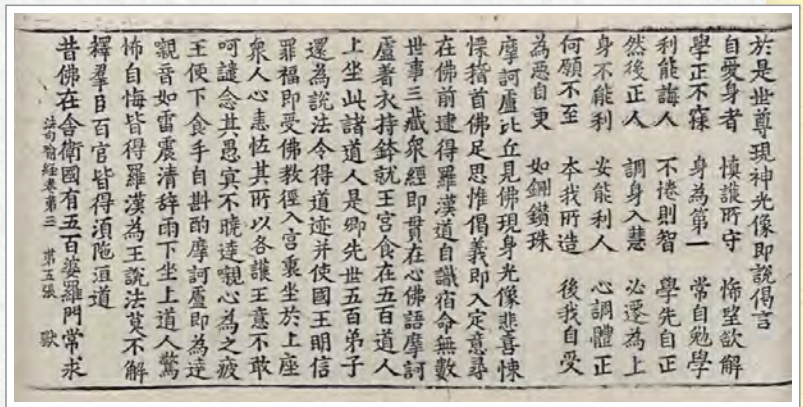 於是世尊現神光像即說偈言
自愛身者 慎護所守 悕望欲解
學正不寐 身為第一 常自勉學
利能誨人 不惓則智 學先自正
然後正人 調身入慧 必遷為上
身不能利 安能利人 心調體正
何願不至 本我所造 後我自受
為惡自更 如鋼鑽珠
摩訶盧比丘見佛現身光像悲喜悚
慄稽首佛足思惟偈義即入定意尋
在佛前逮得羅漢道自識宿命無數
世事三藏衆經即貫在心佛語摩訶
盧著衣持鉢就王宮食在五百道人
上坐此諸道人是卿先世五百弟子
還為說法令得道迹并使國王明信
罪福即受佛教徑入宮裏坐於上座
衆人心恚怪其所以各護王意不敢
呵譴念其愚冥不曉達嚫心為之疲
王便下食手自斟酌摩訶盧即為達
嚫音如雷震清辭雨下坐上道人驚
怖自悔皆得羅漢為王說法莫不解
釋羣臣百官皆得須陁洹道
法句喻經卷第三 第五張
昔佛在舍衛國有五百婆羅門常求